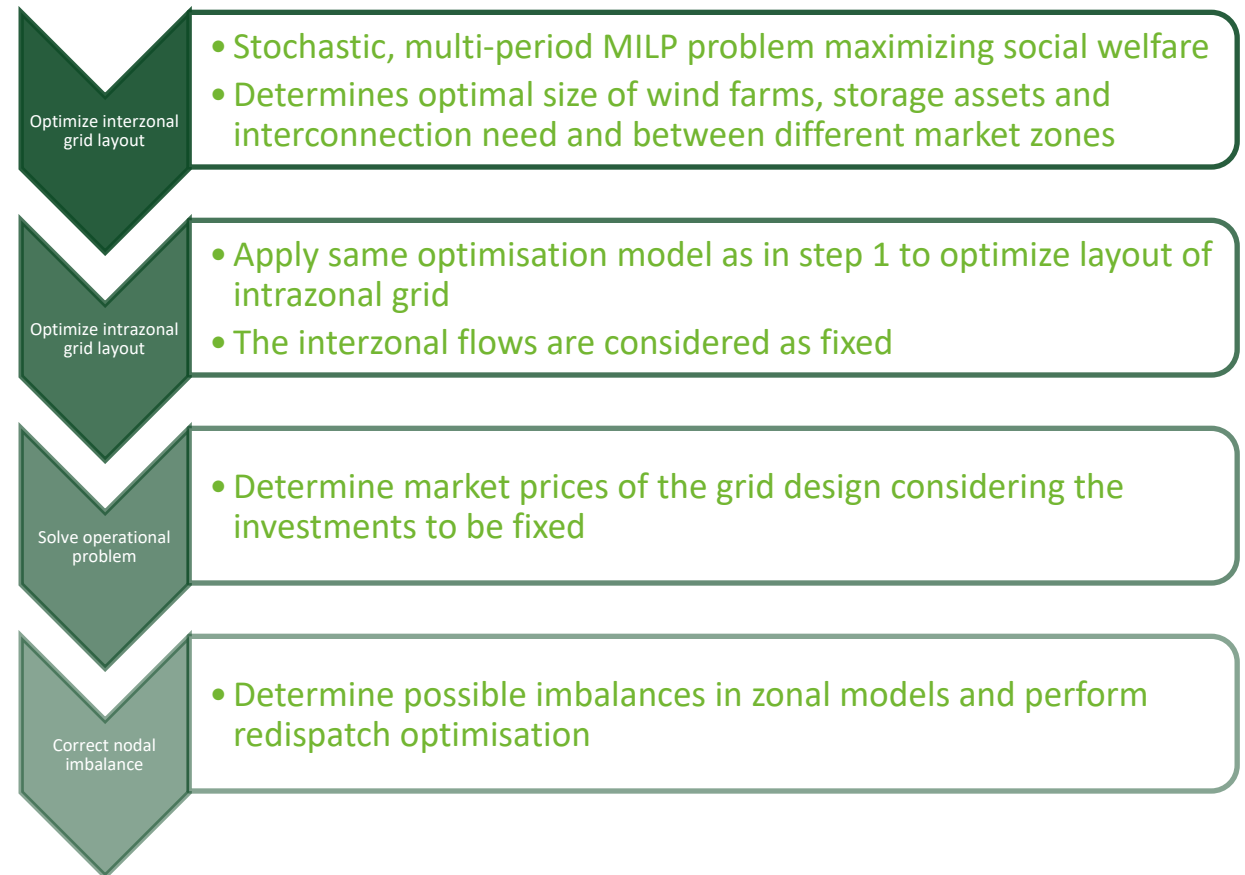 Optimize interzonal
grid layout
• Stochastic, multi-period MILP problem maximizing social welfare
• Determines optimal size of wind farms, storage assets and
interconnection need and between different market zones
Optimize intrazonal
grid layout
• Apply same optimisation model as in step 1 to optimize layout of
intrazonal grid
• The interzonal flows are considered as fixed
Solve operational
problem
• Determine market prices of the grid design considering the
investments to be fixed
Correct nodal
imbalance
• Determine possible imbalances in zonal models and perform
redispatch optimisation